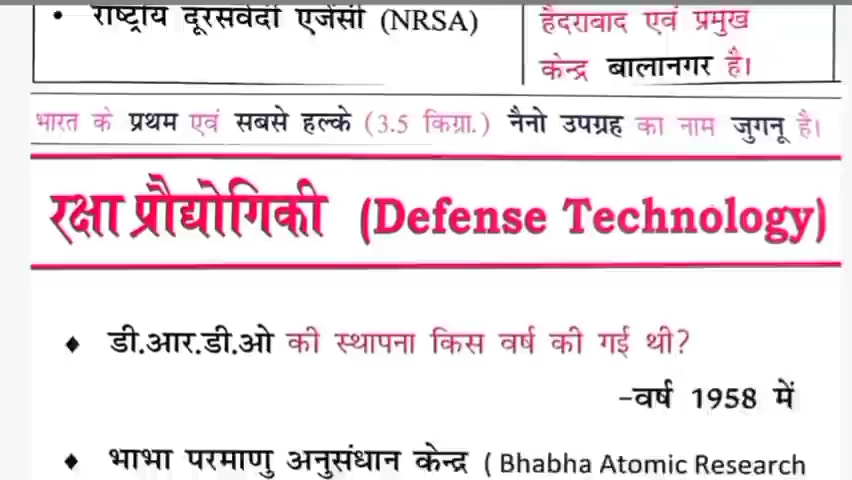 • राष्ट्रीय दूरसंवेदी एजेंसी (NRSA)
हैदराबाद एवं प्रमुख
केन्द्र बालानगर है।
भारत के प्रथम एवं सबसे हल्के (3.5 किग्रा.) नैनो उपग्रह का नाम जुगनू है।
रक्षा प्रौद्योगिकी (Defense Technology)
♦ डी.आर.डी.ओ की स्थापना किस वर्ष की गई थी?
-वर्ष 1958 में
♦ भाभा परमाणु अनुसंधान केन्द्र ( Bhabha Atomic Research